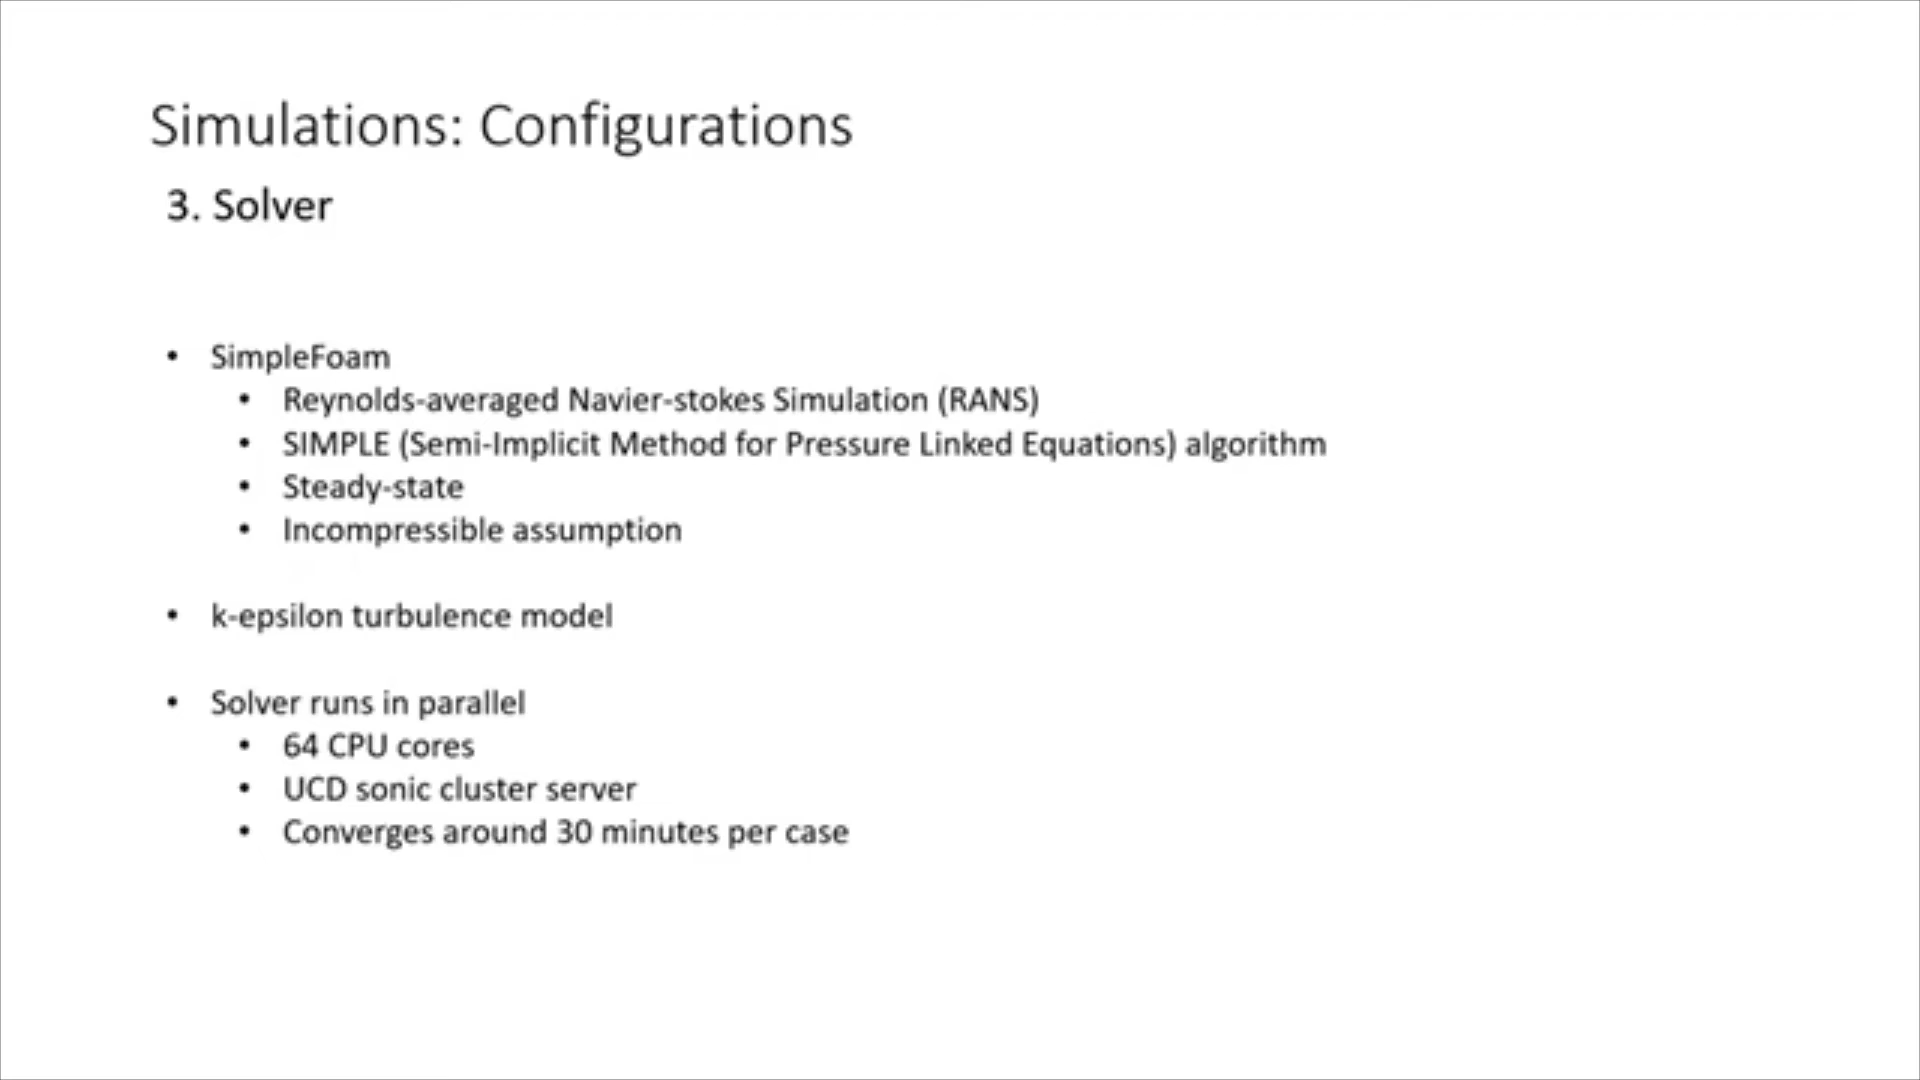 Simulations: Configurations
3. Solver
• SimpleFoam
• Reynolds-averaged Navier-stokes Simulation (RANS)
• SIMPLE (Semi-Implicit Method for Pressure Linked Equations) algorithm
• Steady-state
• Incompressible assumption
• k-epsilon turbulence model
• Solver runs in parallel
• 64 CPU cores
• UCD sonic cluster server
• Converges around 30 minutes per case